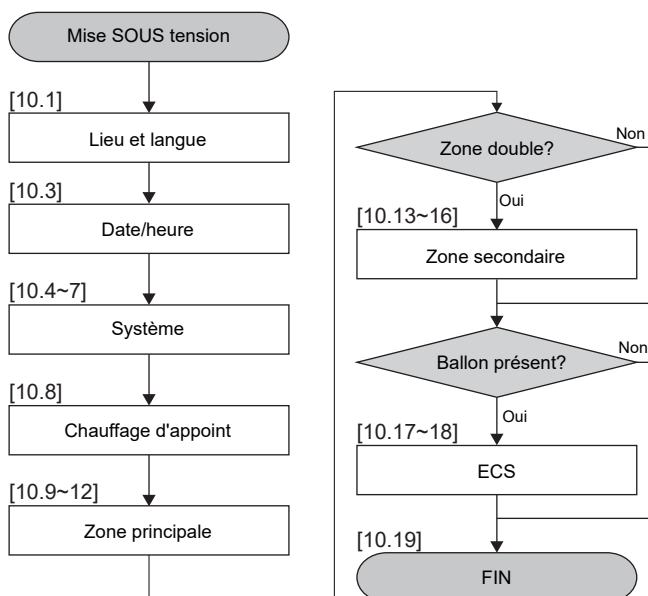 Mise SOUS tension
[10.1]
Lieu et langue
[10.3]
Date/heure
[10.4~7]
Système
[10.8]
Chauffage d'appoint
[10.9~12]
Zone principale
Zone double?
Non
Oui
[10.13~16]
Zone secondaire
Ballon présent?
Non
Oui
[10.17~18]
ECS
[10.19]
FIN